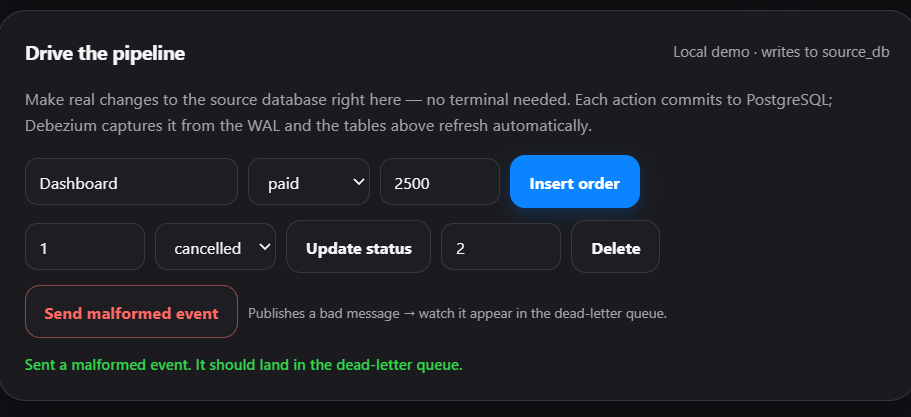 Drive the pipeline
Local demo · writes to source_db
Make real changes to the source database right here — no terminal needed. Each action commits to PostgreSQL;
Debezium captures it from the WAL and the tables above refresh automatically.
Dashboard paid 2500 Insert order
1 cancelled Update status 2 Delete
Send malformed event Publishes a bad message → watch it appear in the dead-letter queue.
Sent a malformed event. It should land in the dead-letter queue.